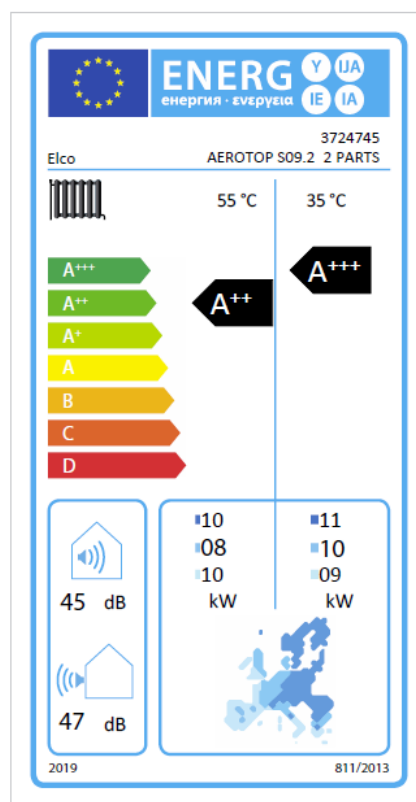 ENERG Y IJA
енергия · ενεργεια IE IA
3724745
Elco AEROTOP S09.2 2 PARTS
55 °C 35 °C
A+++
A+++
A++
A++
A+
A
B
C
D
10 11
08 10
10 09
kW kW
45 dB
47 dB
2019 811/2013